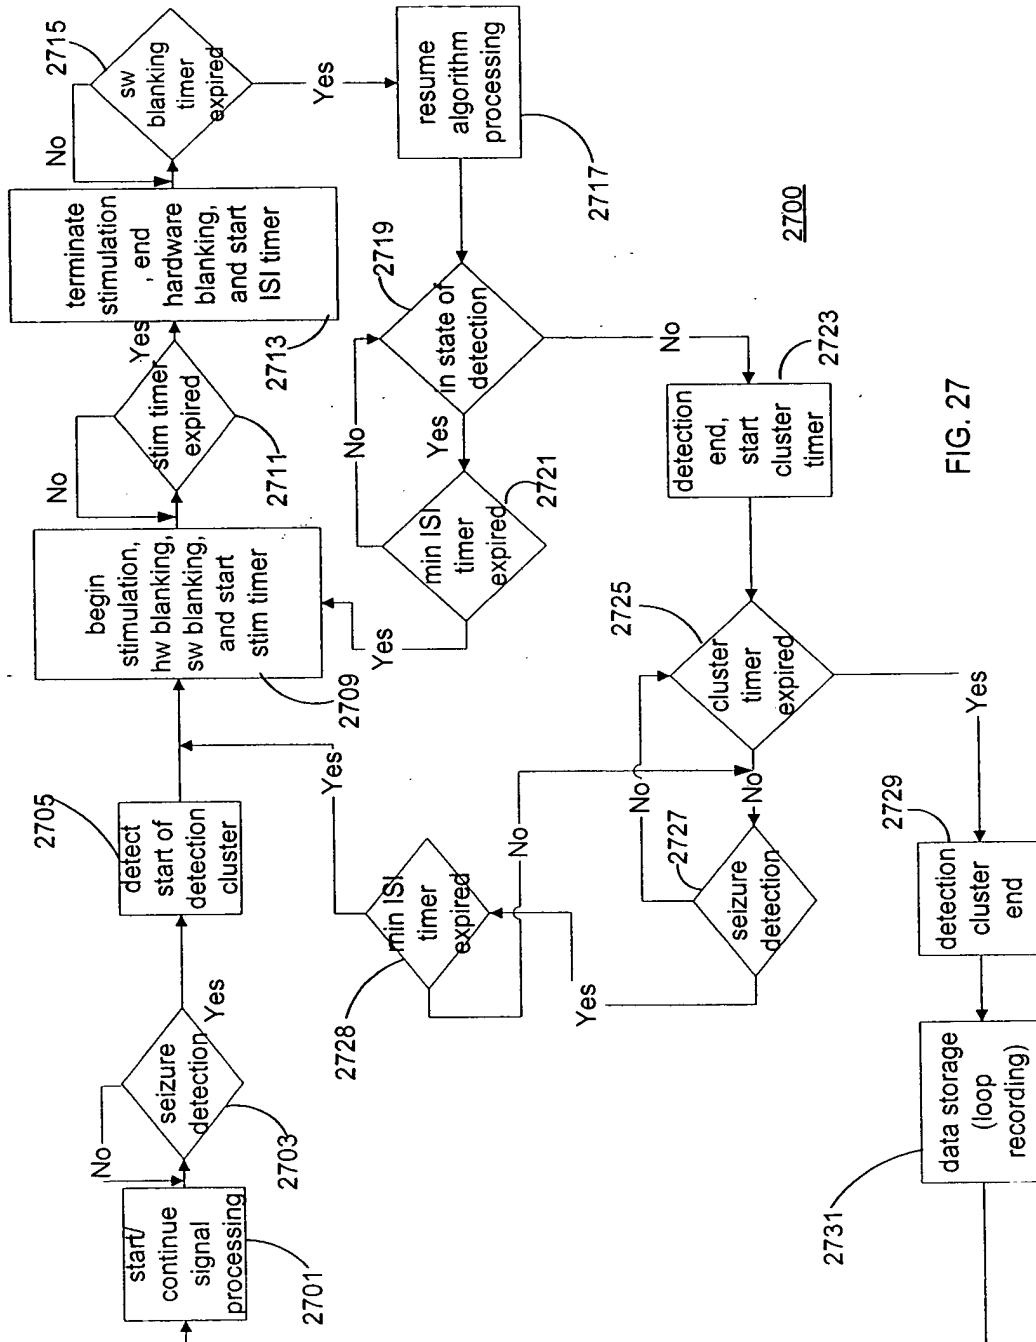 start/
continue
signal
processing
2701
No
seizure
detection
2703
Yes
detect
start of
detection
cluster
2705
begin
stimulation,
hw blanking,
sw blanking,
and start
stim timer
2709
No
stim timer
expired
2711
Yes
terminate
stimulation
, end
hardware
blanking,
and start
ISI timer
2713
No
sw
blanking
timer
expired
2715
Yes
resume
algorithm
processing
2717
in state of
detection
2719
No
Yes
min ISI
timer
expired
2721
Yes
No
detection
end,
start
cluster
timer
2723
cluster
timer
expired
2725
No
Yes
seizure
detection
2727
No
Yes
min ISI
timer
expired
2728
Yes
No
detection
cluster
end
2729
data storage
(loop
recording)
2731
2700
FIG. 27